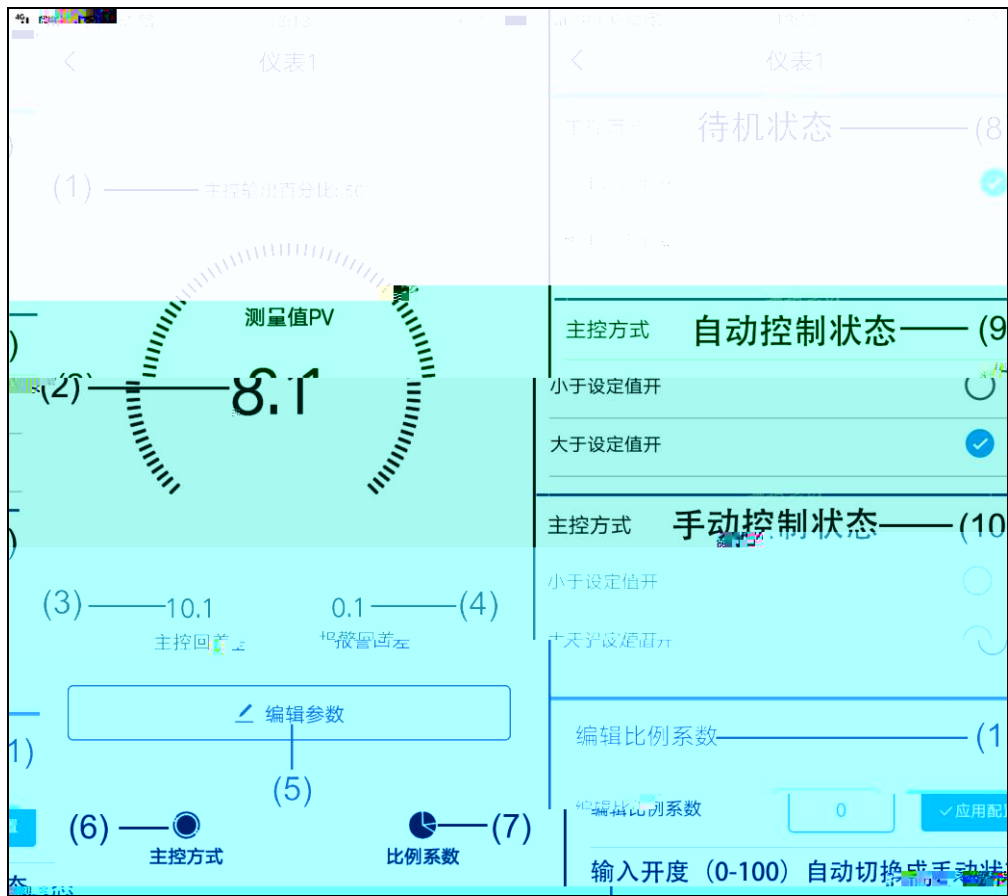 仪表1
(1) 主控输出百分比: 50
测量值PV
(2) 8.1
(3) 10.1 0.1 (4)
主控回差 报警回差
编辑参数
(5)
(6) (7)
主控方式 比例系数
仪表1
待机状态 (8
主控方式 自动控制状态 (9
小于设定值开
大于设定值开
主控方式 手动控制状态 (10
小于设定值开
大于设定值开
编辑比例系数 (1
编辑比例系数 0 应用配
输入开度（0-100）自动切换成手动状